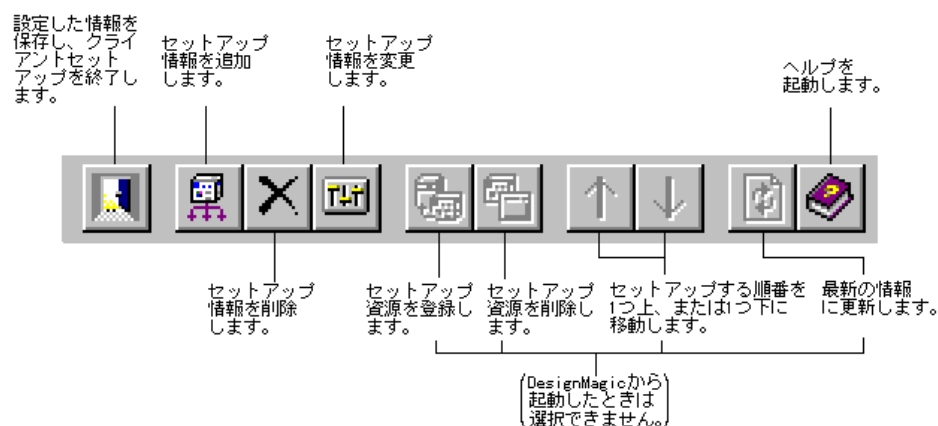 設定した情報を
保存し、クライ
アントセット
アップを終了し
ます。
セットアップ
情報を追加
します。
セットアップ
情報を変更
します。
ヘルプを
起動します。
セットアップ
情報を削除
します。
セットアップ
資源を登録し
ます。
セットアップ
資源を削除し
ます。
セットアップする順番を
1つ上、または1つ下に
移動します。
最新の情報
に更新します。
(DesignMagicから
起動したときは
選択できません。)